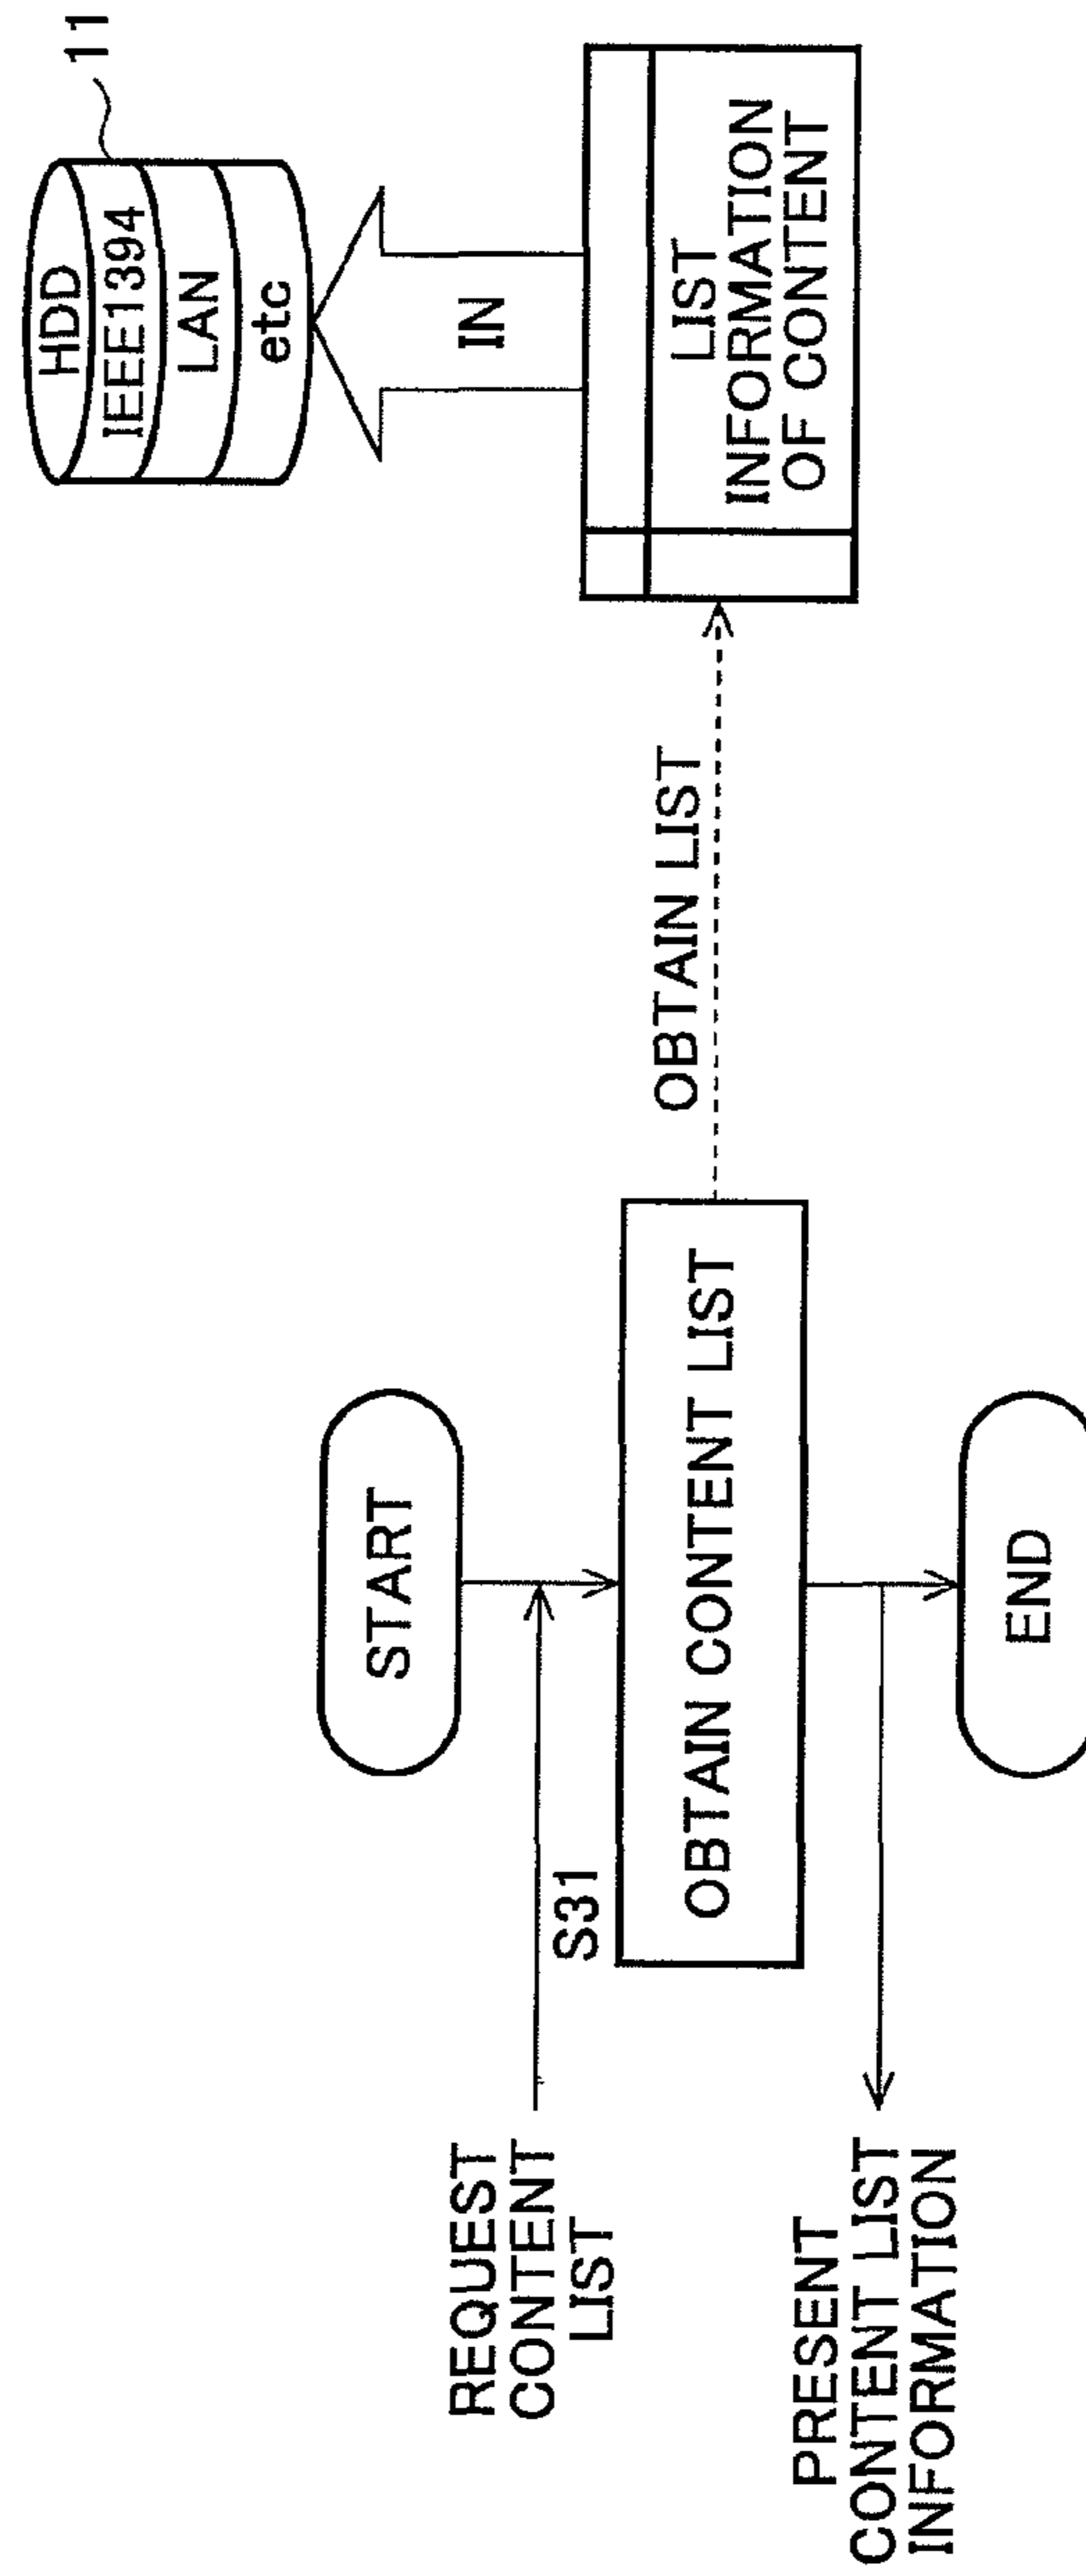 START
REQUEST
CONTENT
LIST
S31
OBTAIN CONTENT LIST
PRESENT
CONTENT LIST
INFORMATION
END
OBTAIN LIST
11
HDD
IEEE1394
LAN
etc
IN
LIST
INFORMATION
OF CONTENT